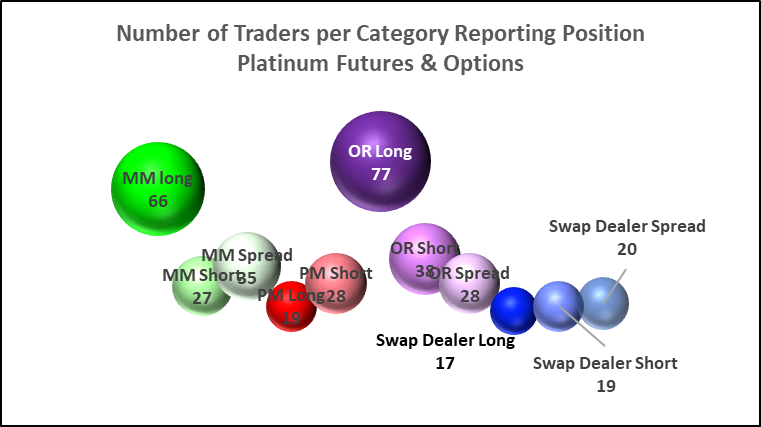 Number of Traders per Category Reporting Position
Platinum Futures & Options
MM long
66
MM Short
27
MM Spread
35
PM Long
19
PM Short
28
OR Long
77
OR Short
38
OR Spread
28
Swap Dealer Long
17
Swap Dealer Short
19
Swap Dealer Spread
20